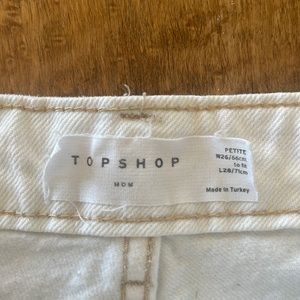 TOPSHOP
MOM
PETITE
W26/66cm
to fit
L28/71cm
Made in Turkey